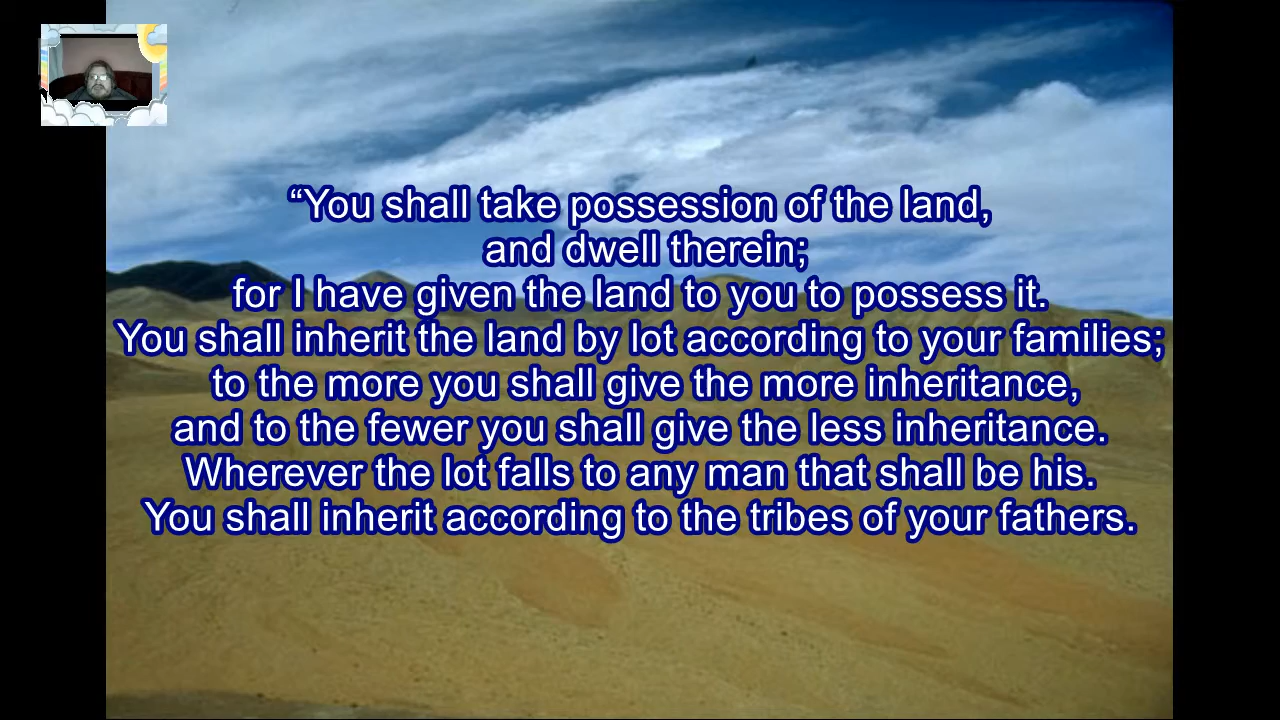 “You shall take possession of the land,
and dwell therein;
for I have given the land to you to possess it.
You shall inherit the land by lot according to your families;
to the more you shall give the more inheritance,
and to the fewer you shall give the less inheritance.
Wherever the lot falls to any man that shall be his.
You shall inherit according to the tribes of your fathers.